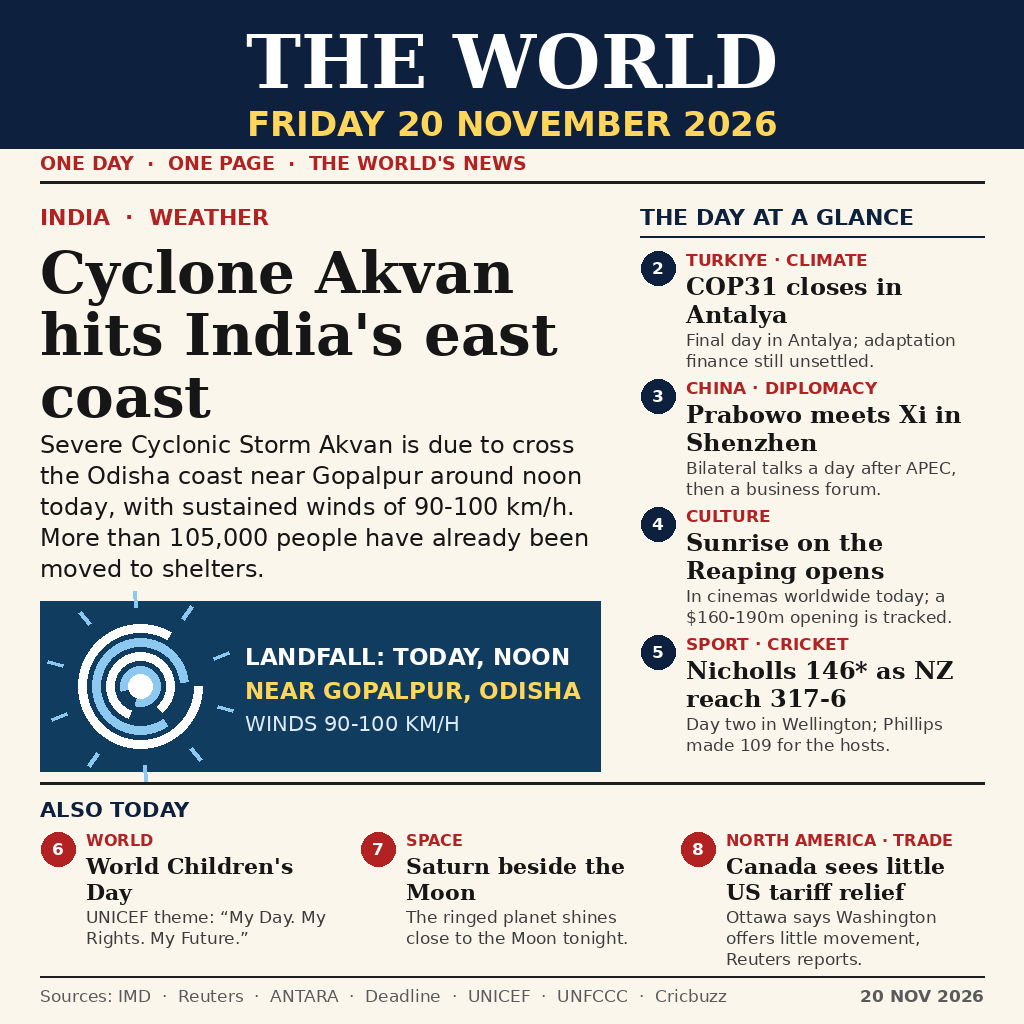 THE WORLD
FRIDAY 20 NOVEMBER 2026
ONE DAY · ONE PAGE · THE WORLD'S NEWS
INDIA · WEATHER
Cyclone Akvan
hits India's east
coast
Severe Cyclonic Storm Akvan is due to cross
the Odisha coast near Gopalpur around noon
today, with sustained winds of 90-100 km/h.
More than 105,000 people have already been
moved to shelters.
LANDFALL: TODAY, NOON
NEAR GOPALPUR, ODISHA
WINDS 90-100 KM/H
THE DAY AT A GLANCE
2
TURKIYE · CLIMATE
COP31 closes in
Antalya
Final day in Antalya; adaptation
finance still unsettled.
3
CHINA · DIPLOMACY
Prabowo meets Xi in
Shenzhen
Bilateral talks a day after APEC,
then a business forum.
4
CULTURE
Sunrise on the
Reaping opens
In cinemas worldwide today; a
$160-190m opening is tracked.
5
SPORT · CRICKET
Nicholls 146* as NZ
reach 317-6
Day two in Wellington; Phillips
made 109 for the hosts.
ALSO TODAY
6
WORLD
World Children's
Day
UNICEF theme: “My Day. My
Rights. My Future.”
7
SPACE
Saturn beside the
Moon
The ringed planet shines
close to the Moon tonight.
8
NORTH AMERICA · TRADE
Canada sees little
US tariff relief
Ottawa says Washington
offers little movement,
Reuters reports.
Sources: IMD · Reuters · ANTARA · Deadline · UNICEF · UNFCCC · Cricbuzz
20 NOV 2026